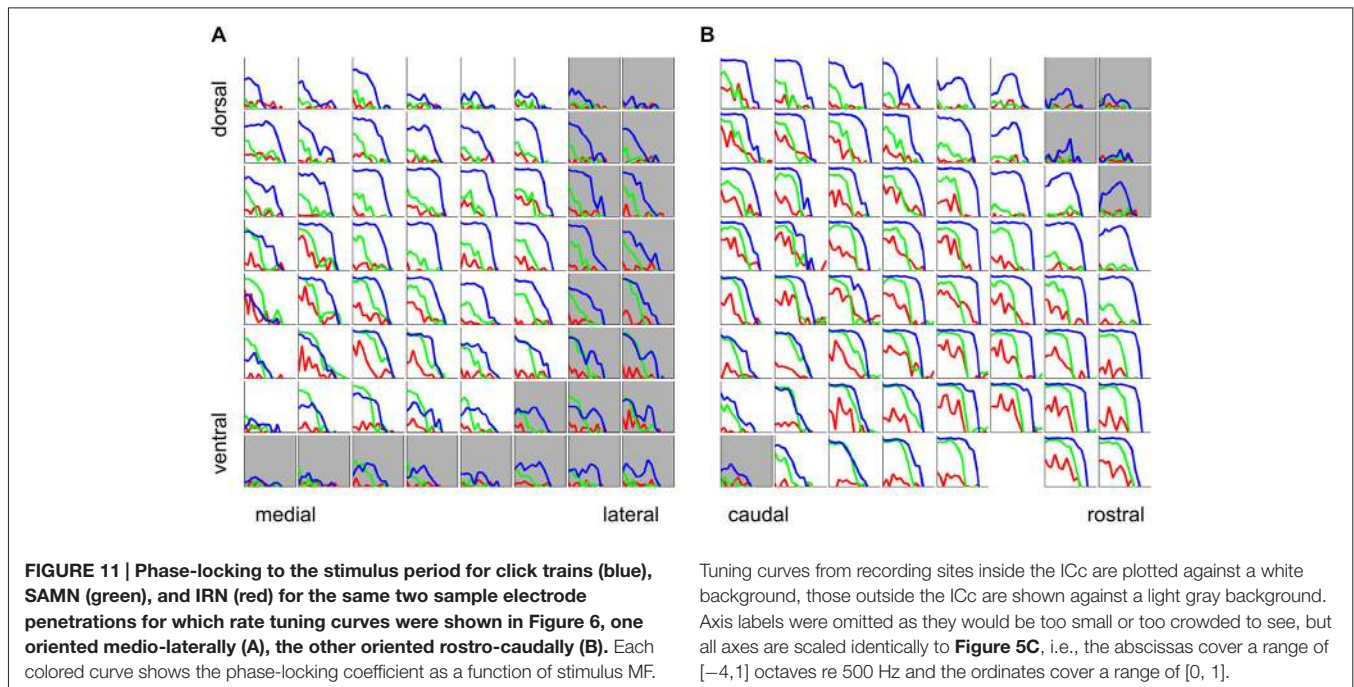 A
B
dorsal
ventral
medial
lateral
caudal
rostral
FIGURE 11 | Phase-locking to the stimulus period for click trains (blue),
SAMN (green), and IRN (red) for the same two sample electrode
penetrations for which rate tuning curves were shown in Figure 6, one
oriented medio-laterally (A), the other oriented rostro-caudally (B). Each
colored curve shows the phase-locking coefficient as a function of stimulus MF.
Tuning curves from recording sites inside the ICc are plotted against a white
background, those outside the ICc are shown against a light gray background.
Axis labels were omitted as they would be too small or too crowded to see, but
all axes are scaled identically to Figure 5C, i.e., the abscissas cover a range of
[−4,1] octaves re 500 Hz and the ordinates cover a range of [0, 1].